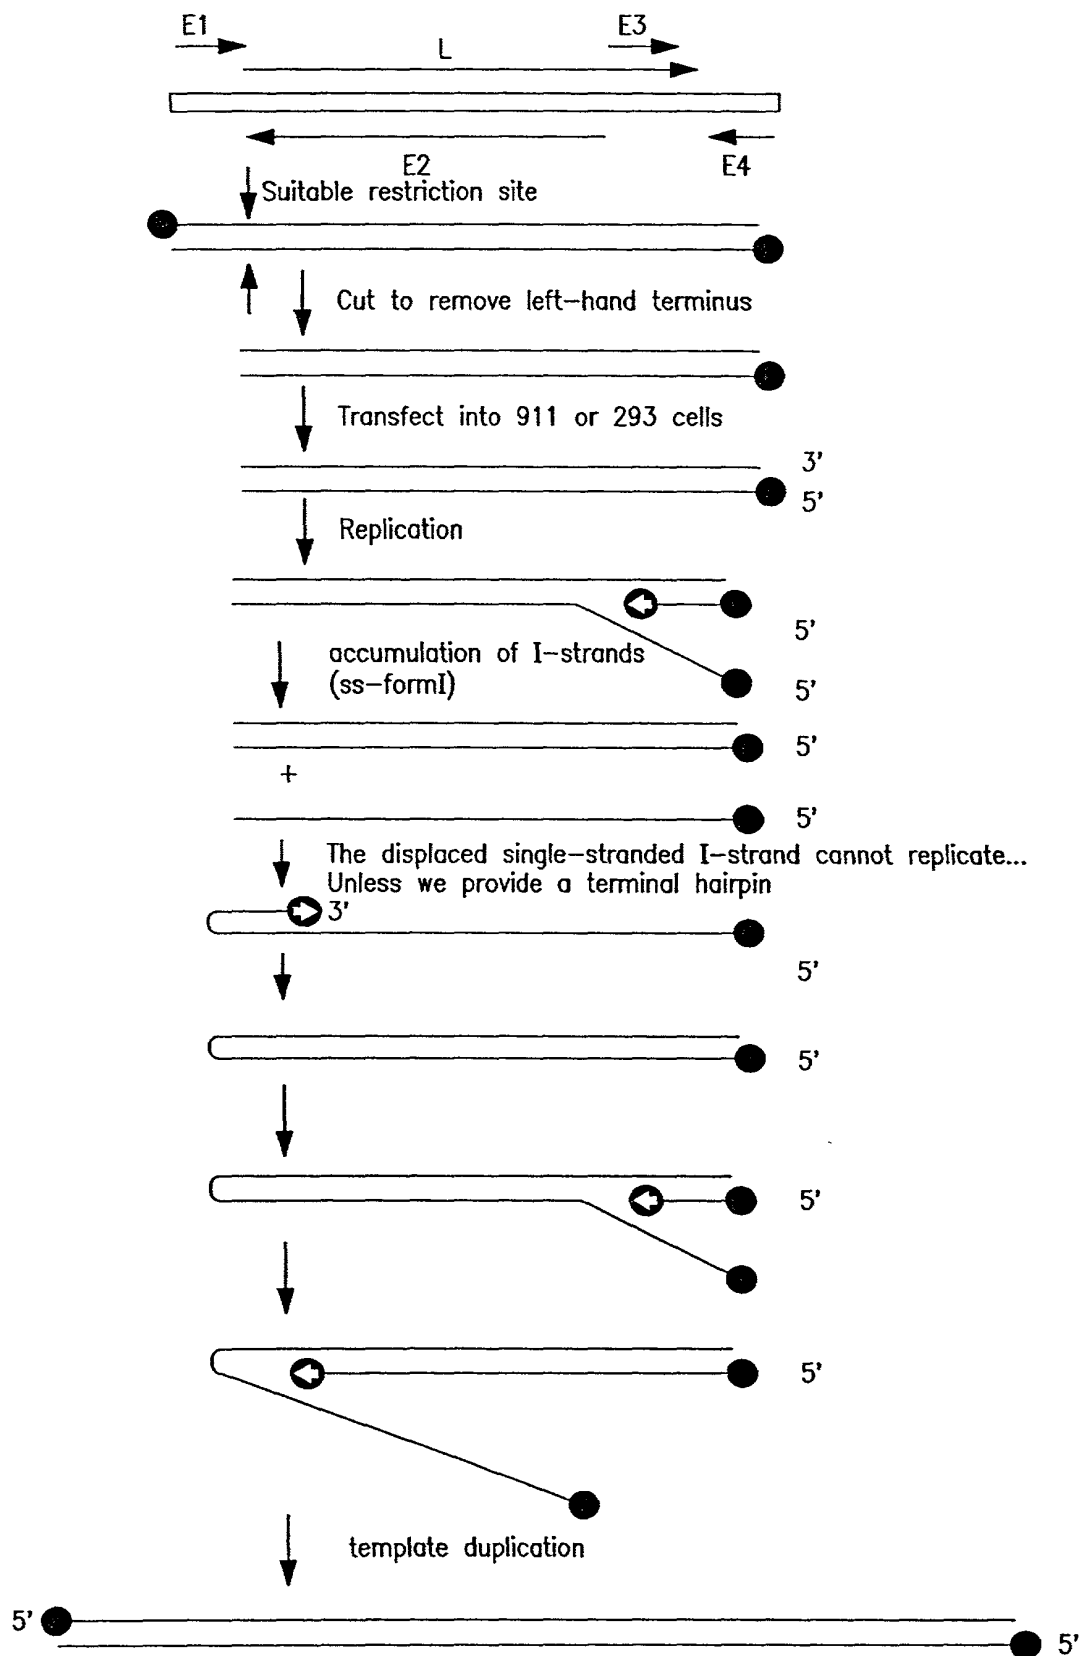 E1
E3
L
E2
E4
Suitable restriction site
Cut to remove left-hand terminus
Transfect into 911 or 293 cells
3'
5'
Replication
5'
accumulation of I-strands
(ss-formI)
5'
5'
+
5'
The displaced single-stranded I-strand cannot replicate...
Unless we provide a terminal hairpin
3'
5'
5'
5'
5'
template duplication
5'
5'